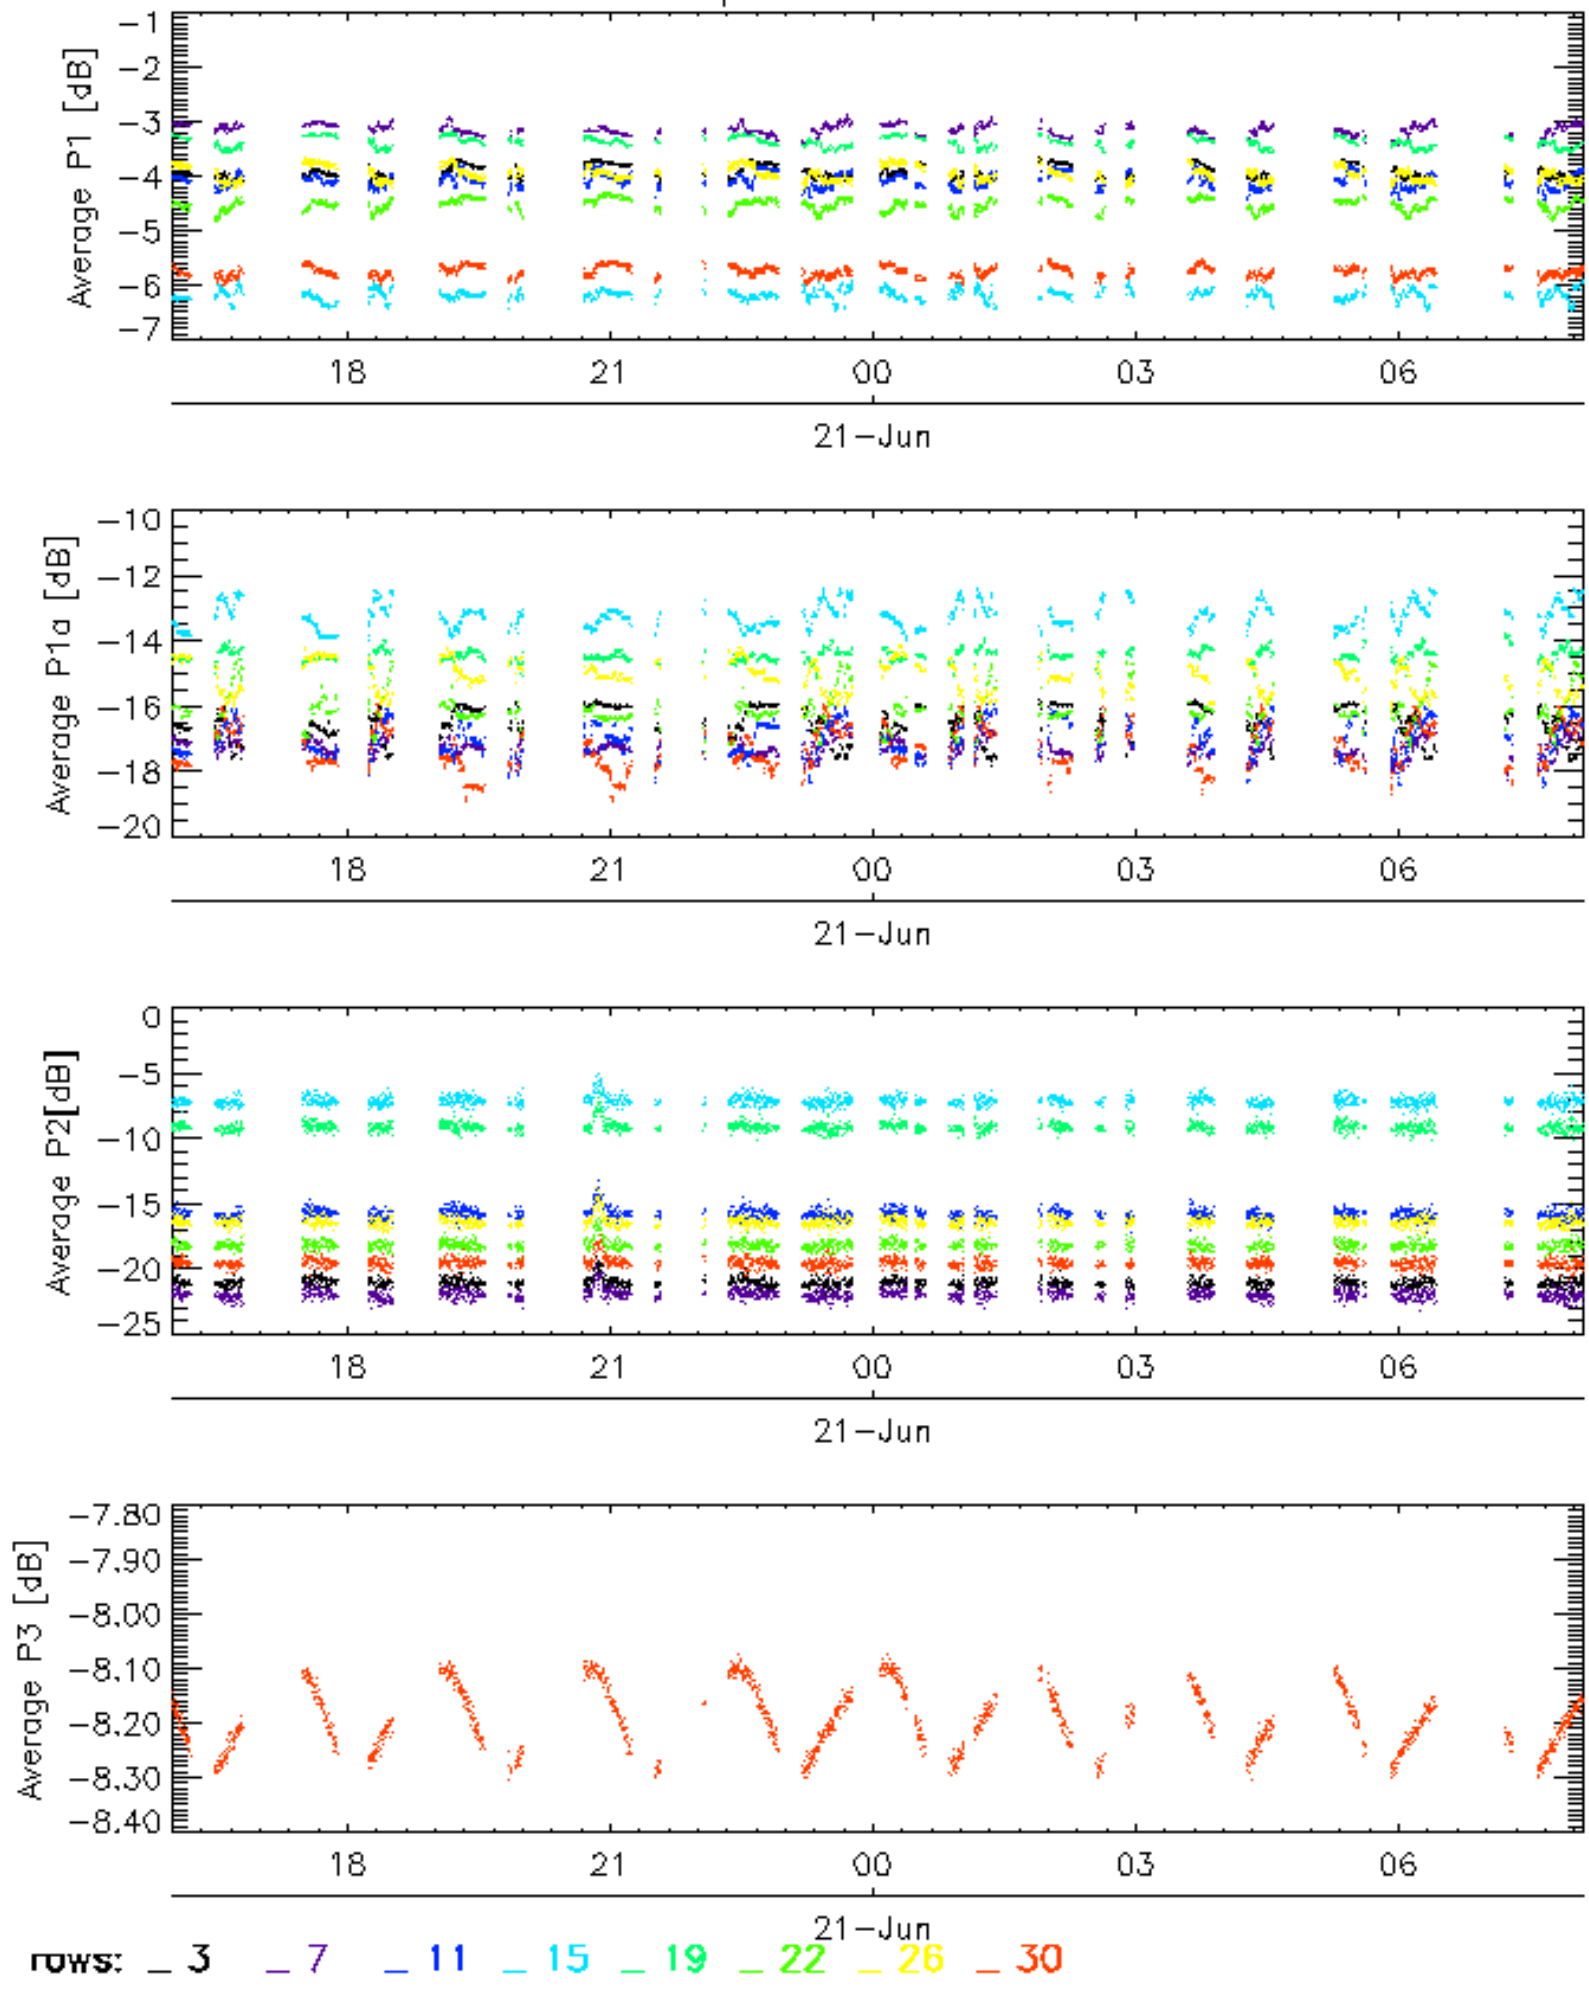 -1
-2
-3
-4
-5
-6
-7
Average P1 [dB]
18 21 00 03 06
21-Jun
-10
-12
-14
-16
-18
-20
Average P1a [dB]
18 21 00 03 06
21-Jun
0
-5
-10
-15
-20
-25
Average P2[dB]
18 21 00 03 06
21-Jun
-7.80
-7.90
-8.00
-8.10
-8.20
-8.30
-8.40
Average P3 [dB]
18 21 00 03 06
21-Jun
rows: _ 3 _ 7 _ 11 _ 15 _ 19 _ 22 _ 26 _ 30